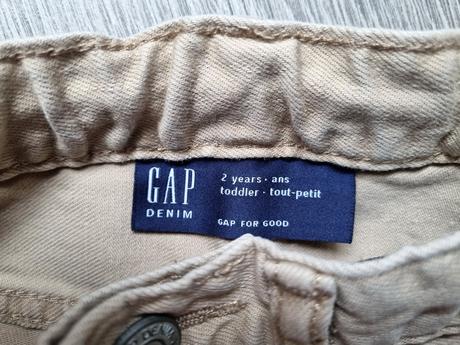 GAP
DENIM
2 years · ans
toddler · tout-petit
GAP FOR GOOD